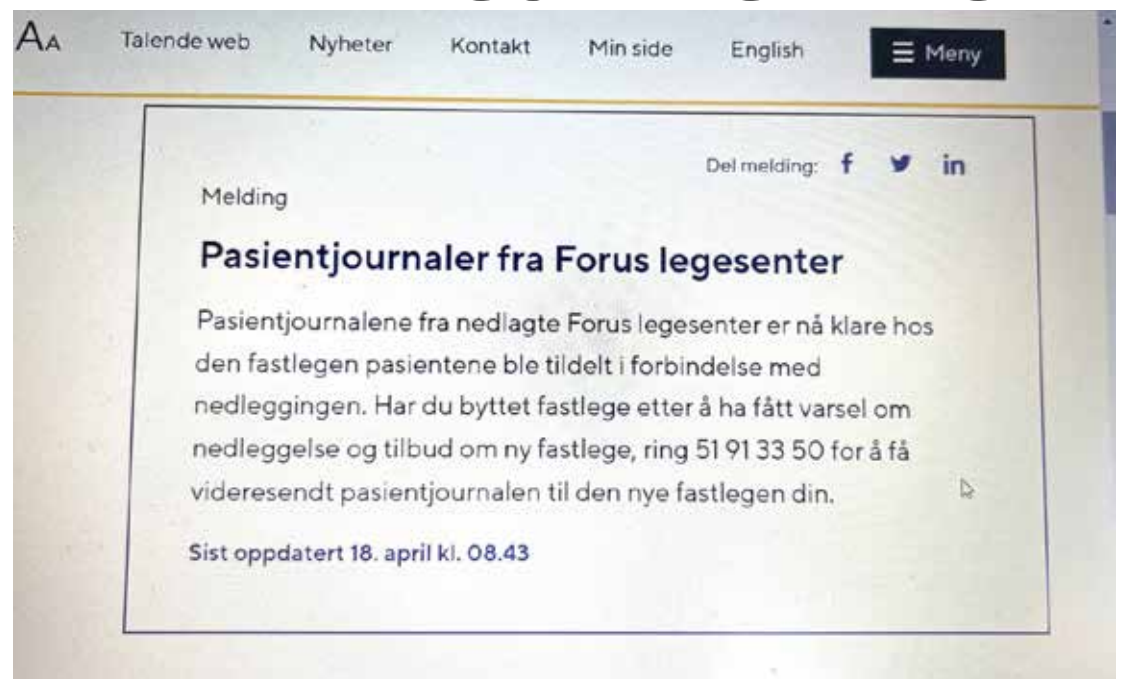 AA Talende web Nyheter Kontakt Min side English Meny
Del melding:
Melding
Pasientjournaler fra Forus legesenter
Pasientjournalene fra nedlagte Forus legesenter er nå klare hos
den fastlegen pasientene ble tildelt i forbindelse med
nedleggingen. Har du byttet fastlege etter å ha fått varsel om
nedleggelse og tilbud om ny fastlege, ring 51 91 33 50 for å få
videresendt pasientjournalen til den nye fastlegen din.
Sist oppdatert 18. april kl. 08.43